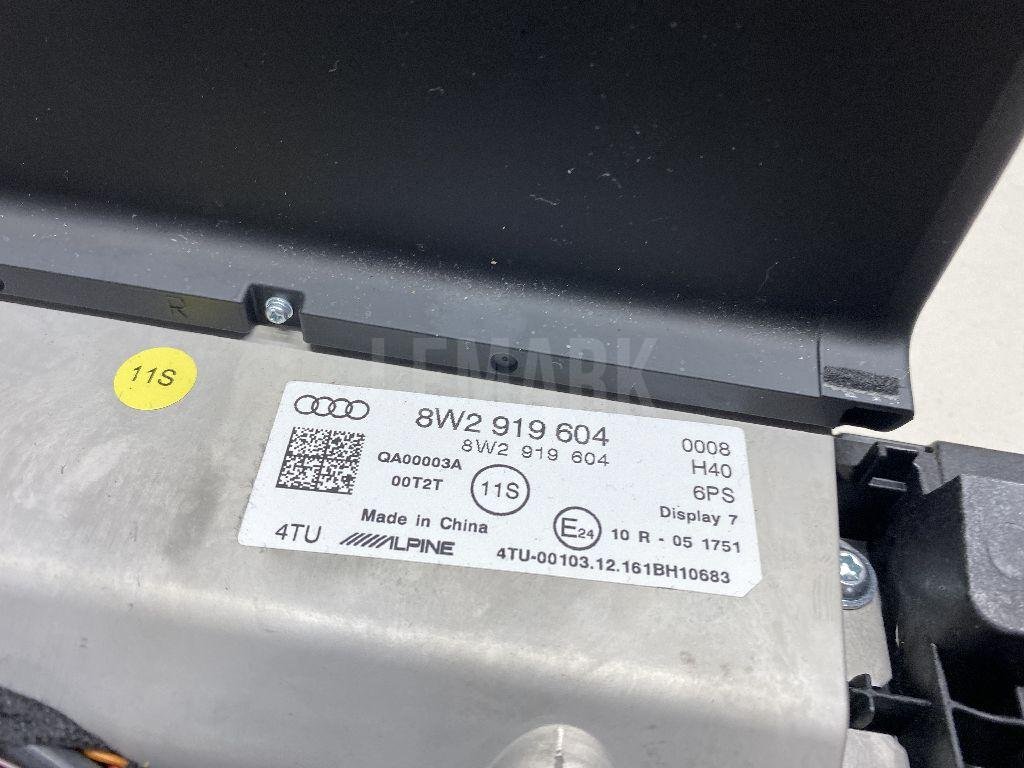 R
LEMARK
11S
8W2 919 604
8W2 919 604
0008
H40
6PS
Display 7
QA00003A
00T2T
11S
Made in China
E24
10 R - 05 1751
4TU
ALPINE
4TU-00103.12.161BH10683